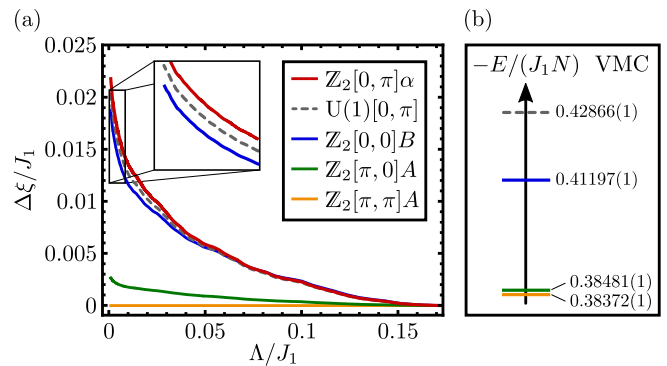 (a)
0.025
0.02
0.015
0.01
0.005
0
Δξ/J₁
0
0.05
0.1
0.15
Λ/J₁
ℤ₂[0, π]α
U(1)[0, π]
ℤ₂[0, 0]B
ℤ₂[π, 0]A
ℤ₂[π, π]A
(b)
−E/(J₁N) VMC
0.42866(1)
0.41197(1)
0.38481(1)
0.38372(1)